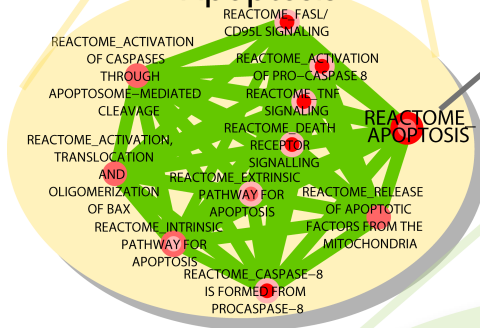 REACTOME_FASL/
CD95L SIGNALING
REACTOME_ACTIVATION
OF CASPASES
THROUGH
APOPTOSOME-MEDIATED
CLEAVAGE
REACTOME_ACTIVATION
OF PRO-CASPASE 8
REACTOME_TNF
SIGNALING
REACTOME_
APOPTOSIS
REACTOME_DEATH
RECEPTOR
SIGNALLING
REACTOME_ACTIVATION,
TRANSLOCATION
AND
OLIGOMERIZATION
OF BAX
REACTOME_EXTRINSIC
PATHWAY FOR
APOPTOSIS
REACTOME_RELEASE
OF APOPTOTIC
FACTORS FROM THE
MITOCHONDRIA
REACTOME_INTRINSIC
PATHWAY FOR
APOPTOSIS
REACTOME_CASPASE-8
IS FORMED FROM
PROCASPASE-8